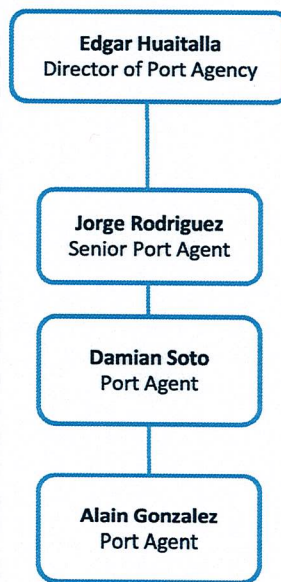 Edgar Huaitalla
Director of Port Agency
Jorge Rodriguez
Senior Port Agent
Damian Soto
Port Agent
Alain Gonzalez
Port Agent